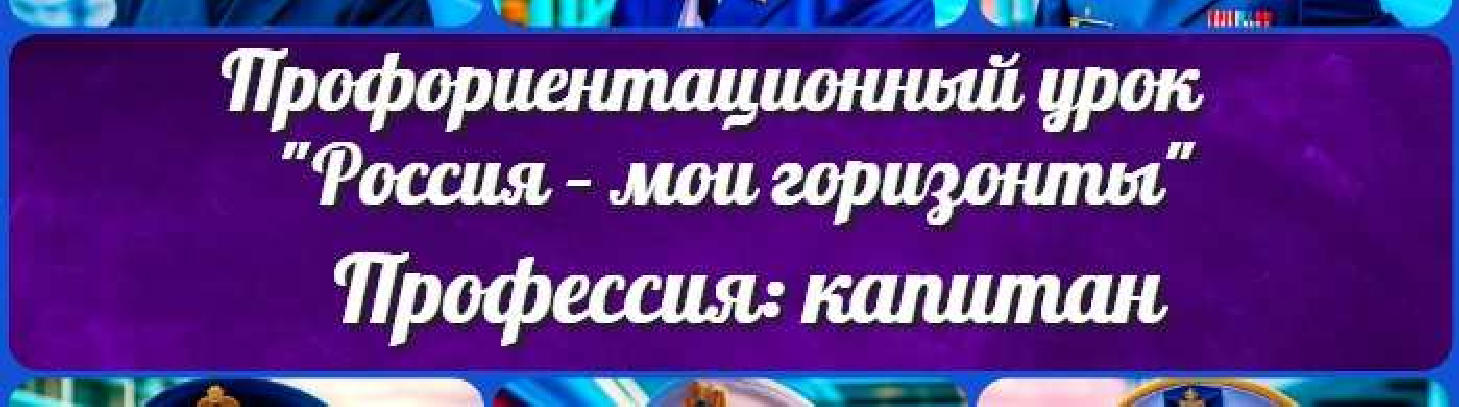 Профориентационный урок
"Россия - мои горизонты"
Профессия: капитан